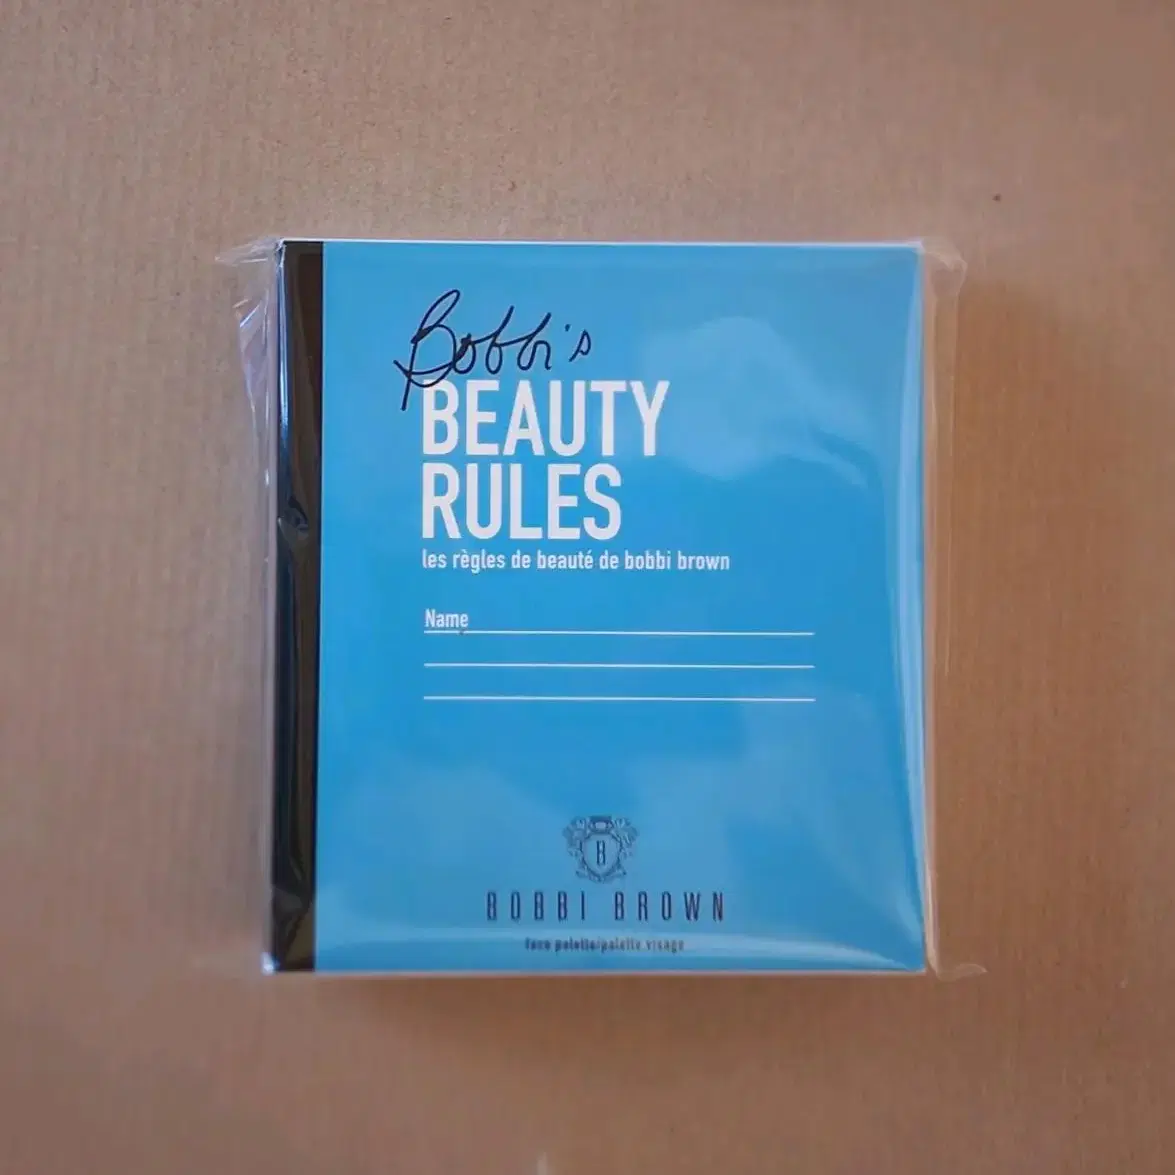 Bobbi's
BEAUTY
RULES
les règles de beauté de bobbi brown
Name
B
BOBBI BROWN
face palette/palette visage